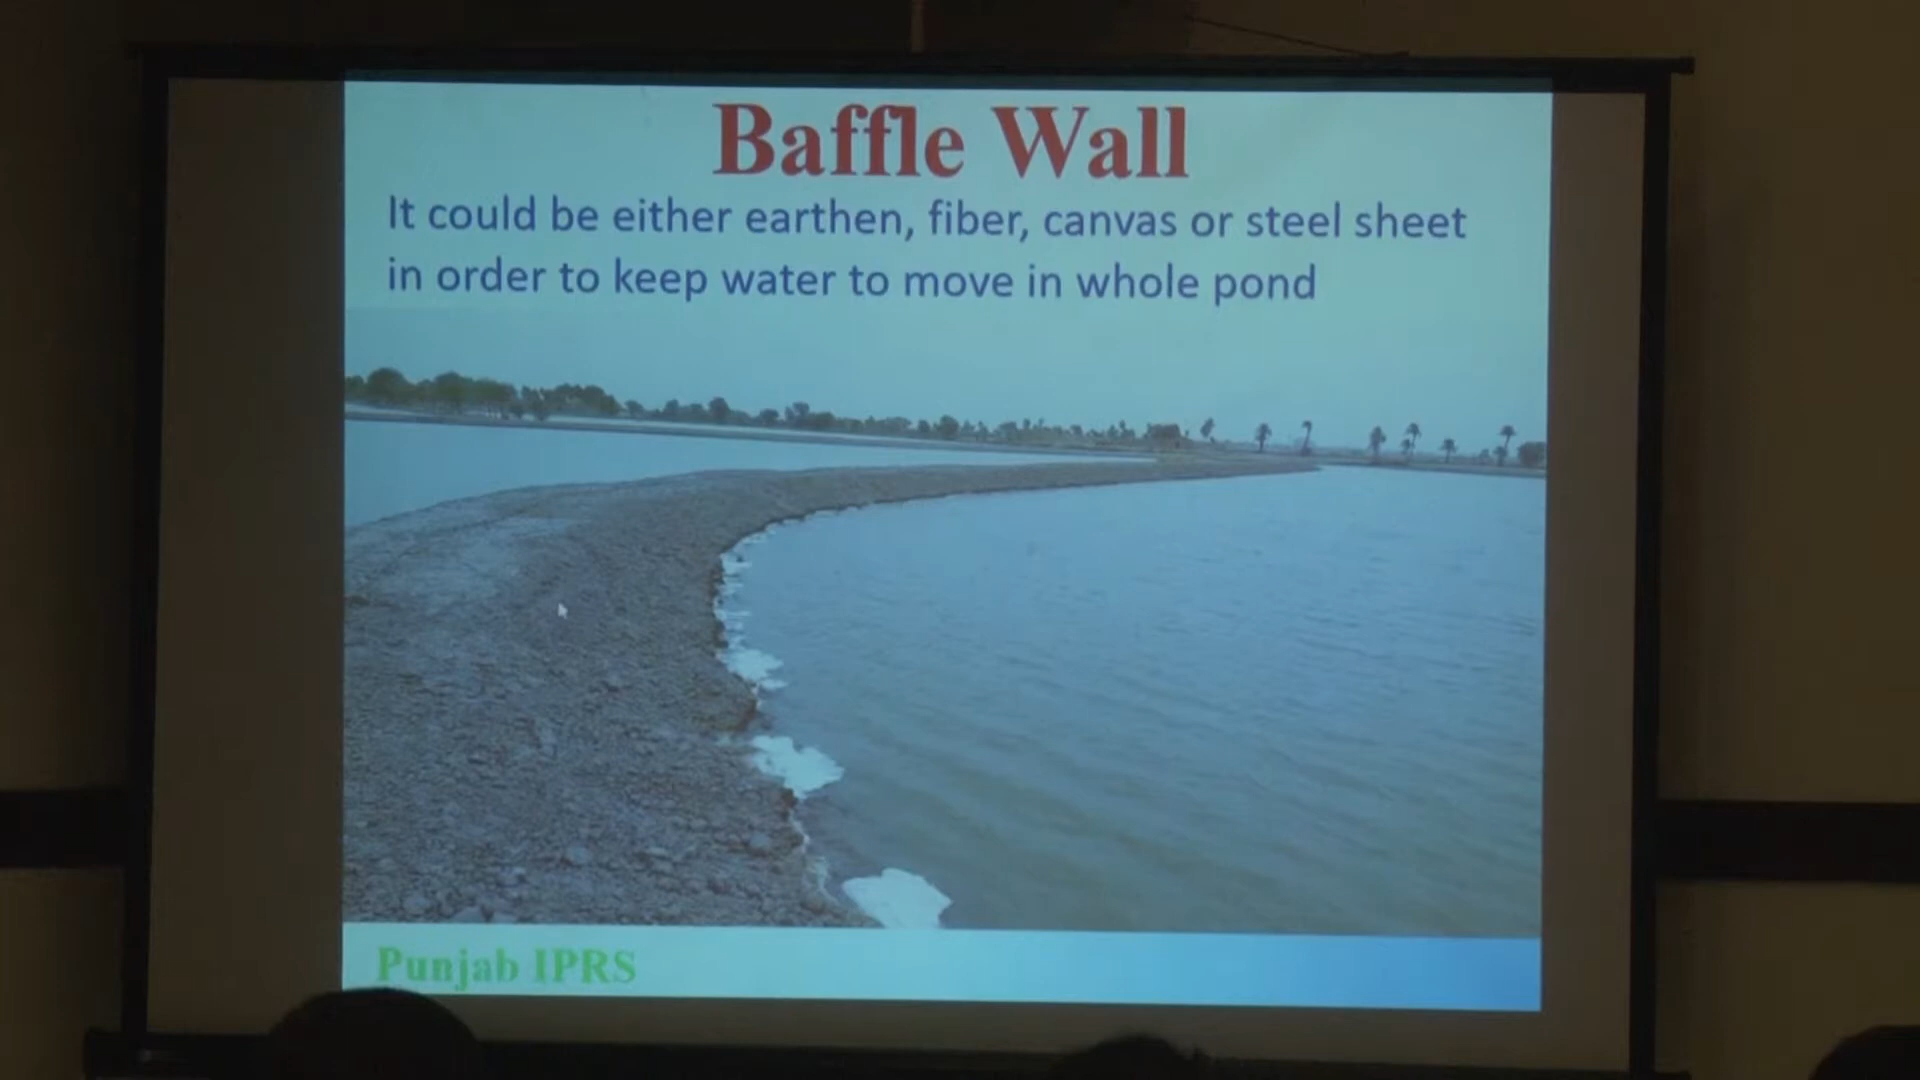 Baffle Wall
It could be either earthen, fiber, canvas or steel sheet
in order to keep water to move in whole pond
Punjab IPRS